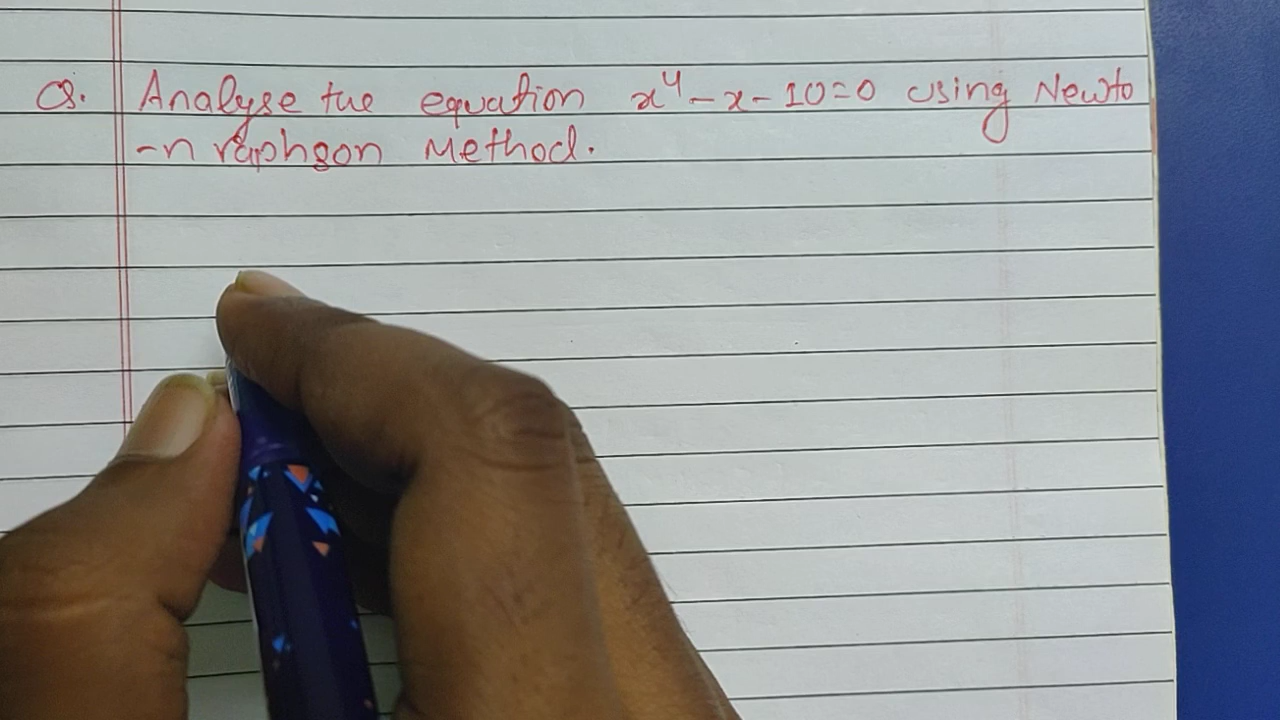 Q. Analyse the equation x⁴-x-10=0 using Newto
-n raphson Method.